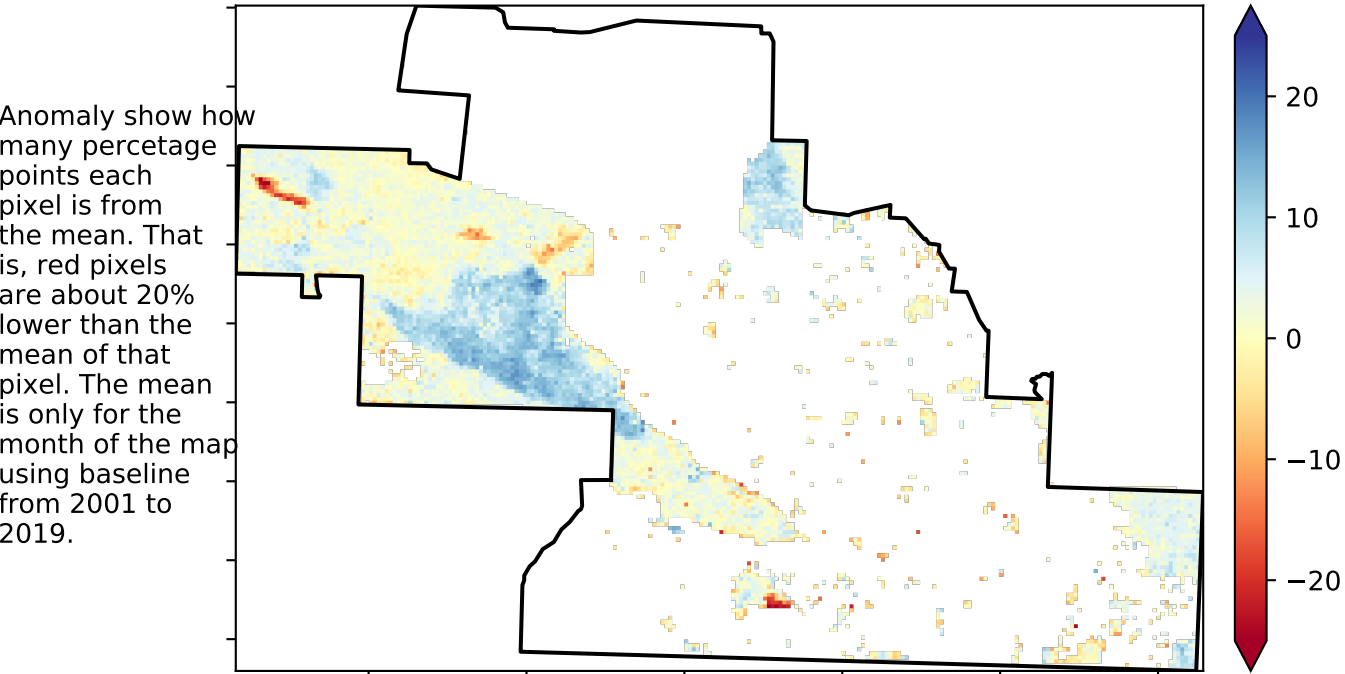 Anomaly show how
many percetage
points each
pixel is from
the mean. That
is, red pixels
are about 20%
lower than the
mean of that
pixel. The mean
is only for the
month of the map
using baseline
from 2001 to
2019.
20
10
0
−10
−20